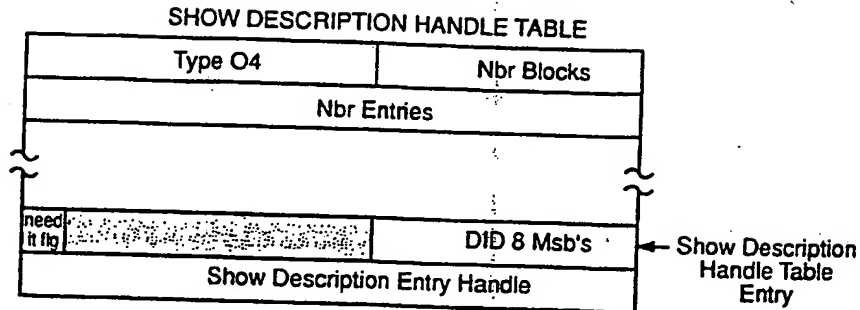 SHOW DESCRIPTION HANDLE TABLE
Type O4 Nbr Blocks
Nbr Entries
need
it flg
DID 8 Msb's
Show Description Entry Handle
Show Description
Handle Table
Entry